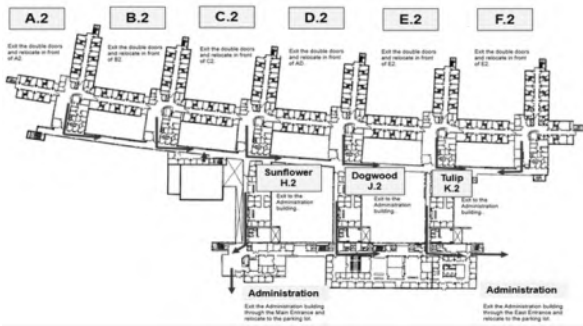 A.2
B.2
C.2
D.2
E.2
F.2
Exit the double doors
and relocate in front
of A2.
Exit the double doors
and relocate in front
of B2.
Exit the double doors
and relocate in front
of C2.
Exit the double doors
and relocate in front
of AD.
Exit the double doors
and relocate in front
of E2.
Exit the double doors
and relocate in front
of E2.
Sunflower
H.2
Exit to the
Administration
building.
Dogwood
J.2
Exit to the
Administration
building.
Tulip
K.2
Exit to the
Administration
building.
Administration
Exit the Administration building
through the Main Entrance and
relocate to the parking lot.
Administration
Exit the Administration building
through the East Entrance and
relocate to the parking lot.